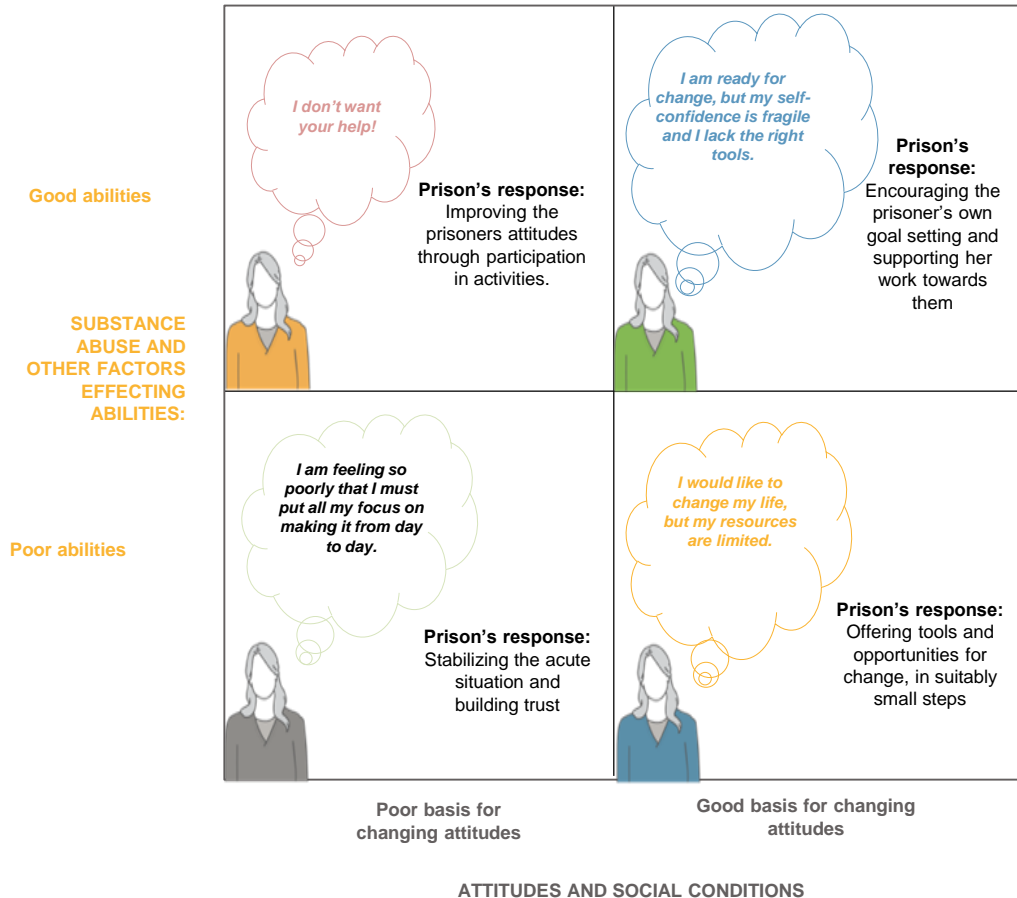 I don't want
your help!
Prison's response:
Improving the
prisoners attitudes
through participation
in activities.
I am ready for
change, but my self-
confidence is fragile
and I lack the right
tools.
Prison's
response:
Encouraging the
prisoner's own
goal setting and
supporting her
work towards
them
Good abilities
SUBSTANCE
ABUSE AND
OTHER FACTORS
EFFECTING
ABILITIES:
Poor abilities
I am feeling so
poorly that I must
put all my focus on
making it from day
to day.
Prison's response:
Stabilizing the acute
situation and
building trust
I would like to
change my life,
but my resources
are limited.
Prison's response:
Offering tools and
opportunities for
change, in suitably
small steps
Poor basis for
changing attitudes
Good basis for changing
attitudes
ATTITUDES AND SOCIAL CONDITIONS